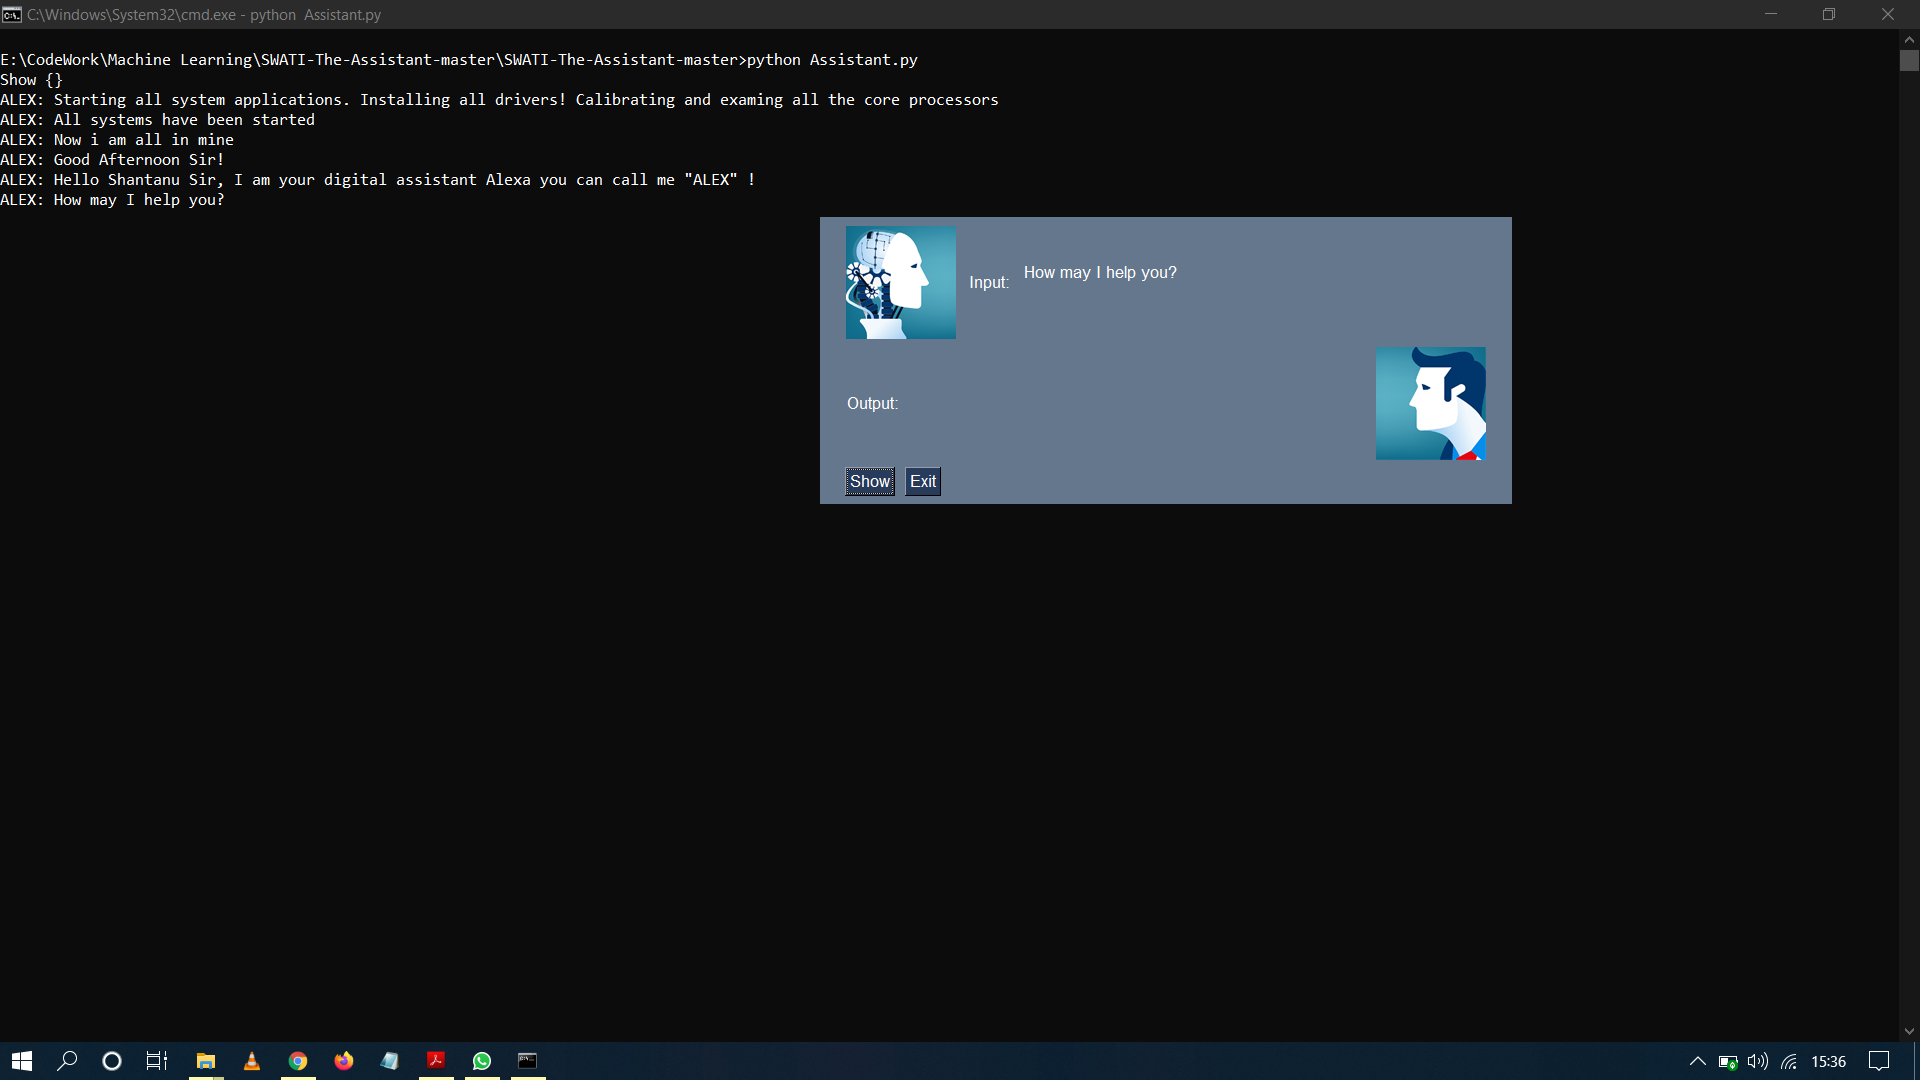 C:\Windows\System32\cmd.exe - python  Assistant.py
E:\CodeWork\Machine Learning\SWATI-The-Assistant-master\SWATI-The-Assistant-master>python Assistant.py
Show {}
ALEX: Starting all system applications. Installing all drivers! Calibrating and examing all the core processors
ALEX: All systems have been started
ALEX: Now i am all in mine
ALEX: Good Afternoon Sir!
ALEX: Hello Shantanu Sir, I am your digital assistant Alexa you can call me "ALEX" !
ALEX: How may I help you?
Input: How may I help you?
Output:
Show Exit
15:36